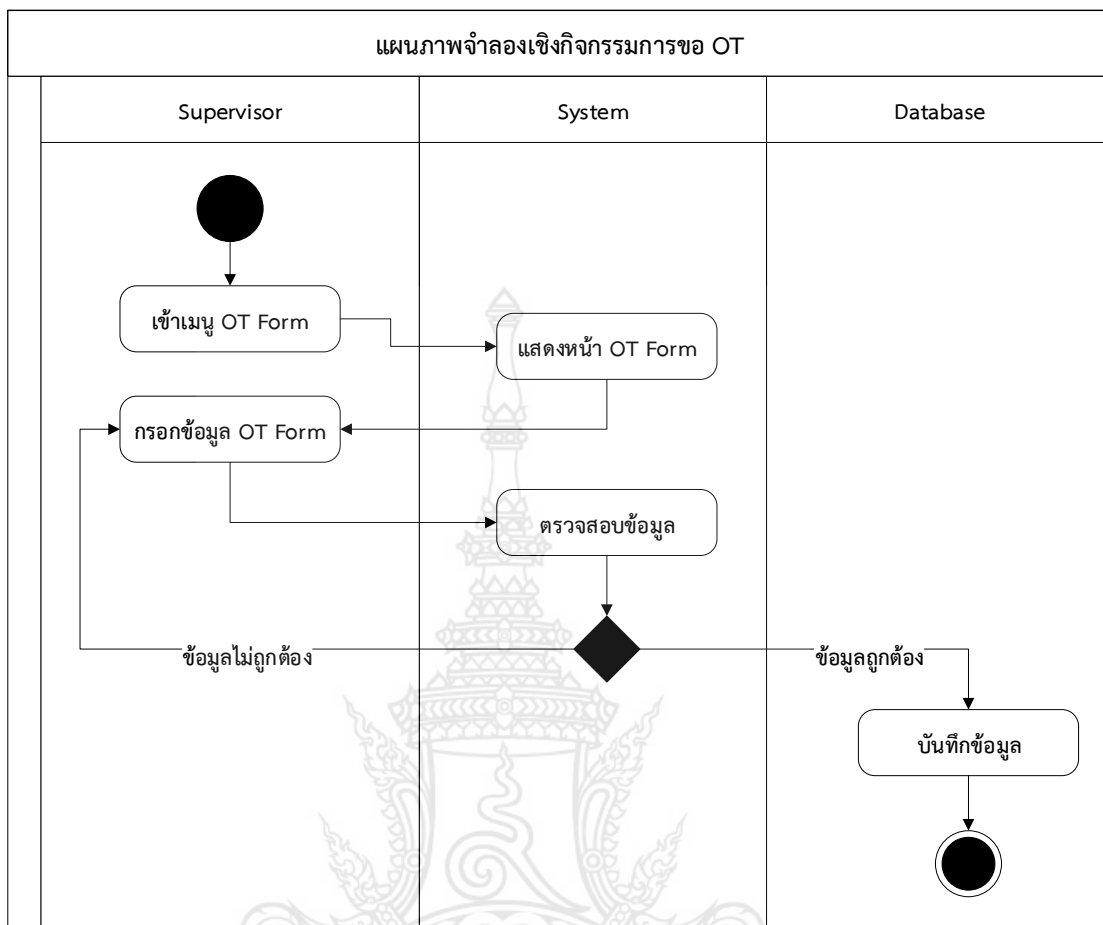 แผนภาพจำลองเชิงกิจกรรมการขอ OT
Supervisor
System
Database
เข้าเมนู OT Form
แสดงหน้า OT Form
กรอกข้อมูล OT Form
ตรวจสอบข้อมูล
ข้อมูลไม่ถูกต้อง
ข้อมูลถูกต้อง
บันทึกข้อมูล